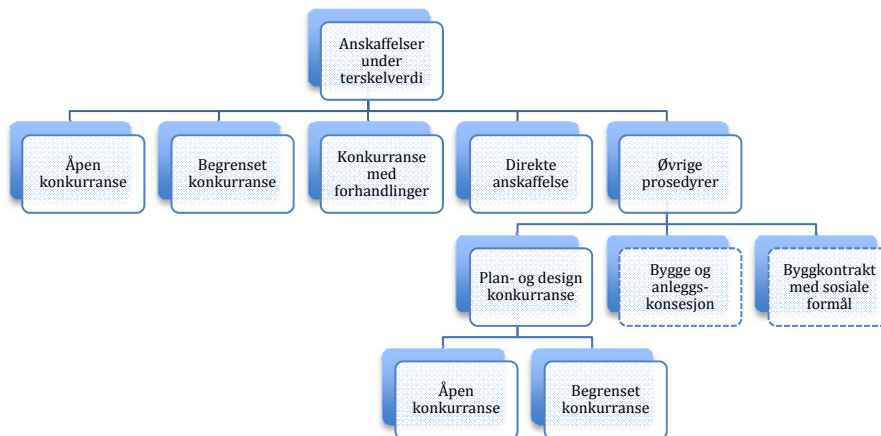 Anskaffelser
under
terskelverdi
Åpen
konkurranse
Begrenset
konkurranse
Konkurranse
med
forhandlinger
Direkte
anskaffelse
Øvrige
prosedyrer
Plan- og design
konkurranse
Bygge og
anleggs-
konsesjon
Byggkontrakt
med sosiale
formål
Åpen
konkurranse
Begrenset
konkurranse